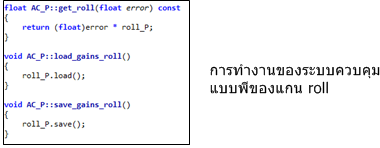 float AC_P::get_roll(float error) const
{
return (float)error * roll_P;
}
void AC_P::load_gains_roll()
{
roll_P.load();
}
void AC_P::save_gains_roll()
{
roll_P.save();
}
การทำงานของระบบควบคุม
แบบพีของแกน roll